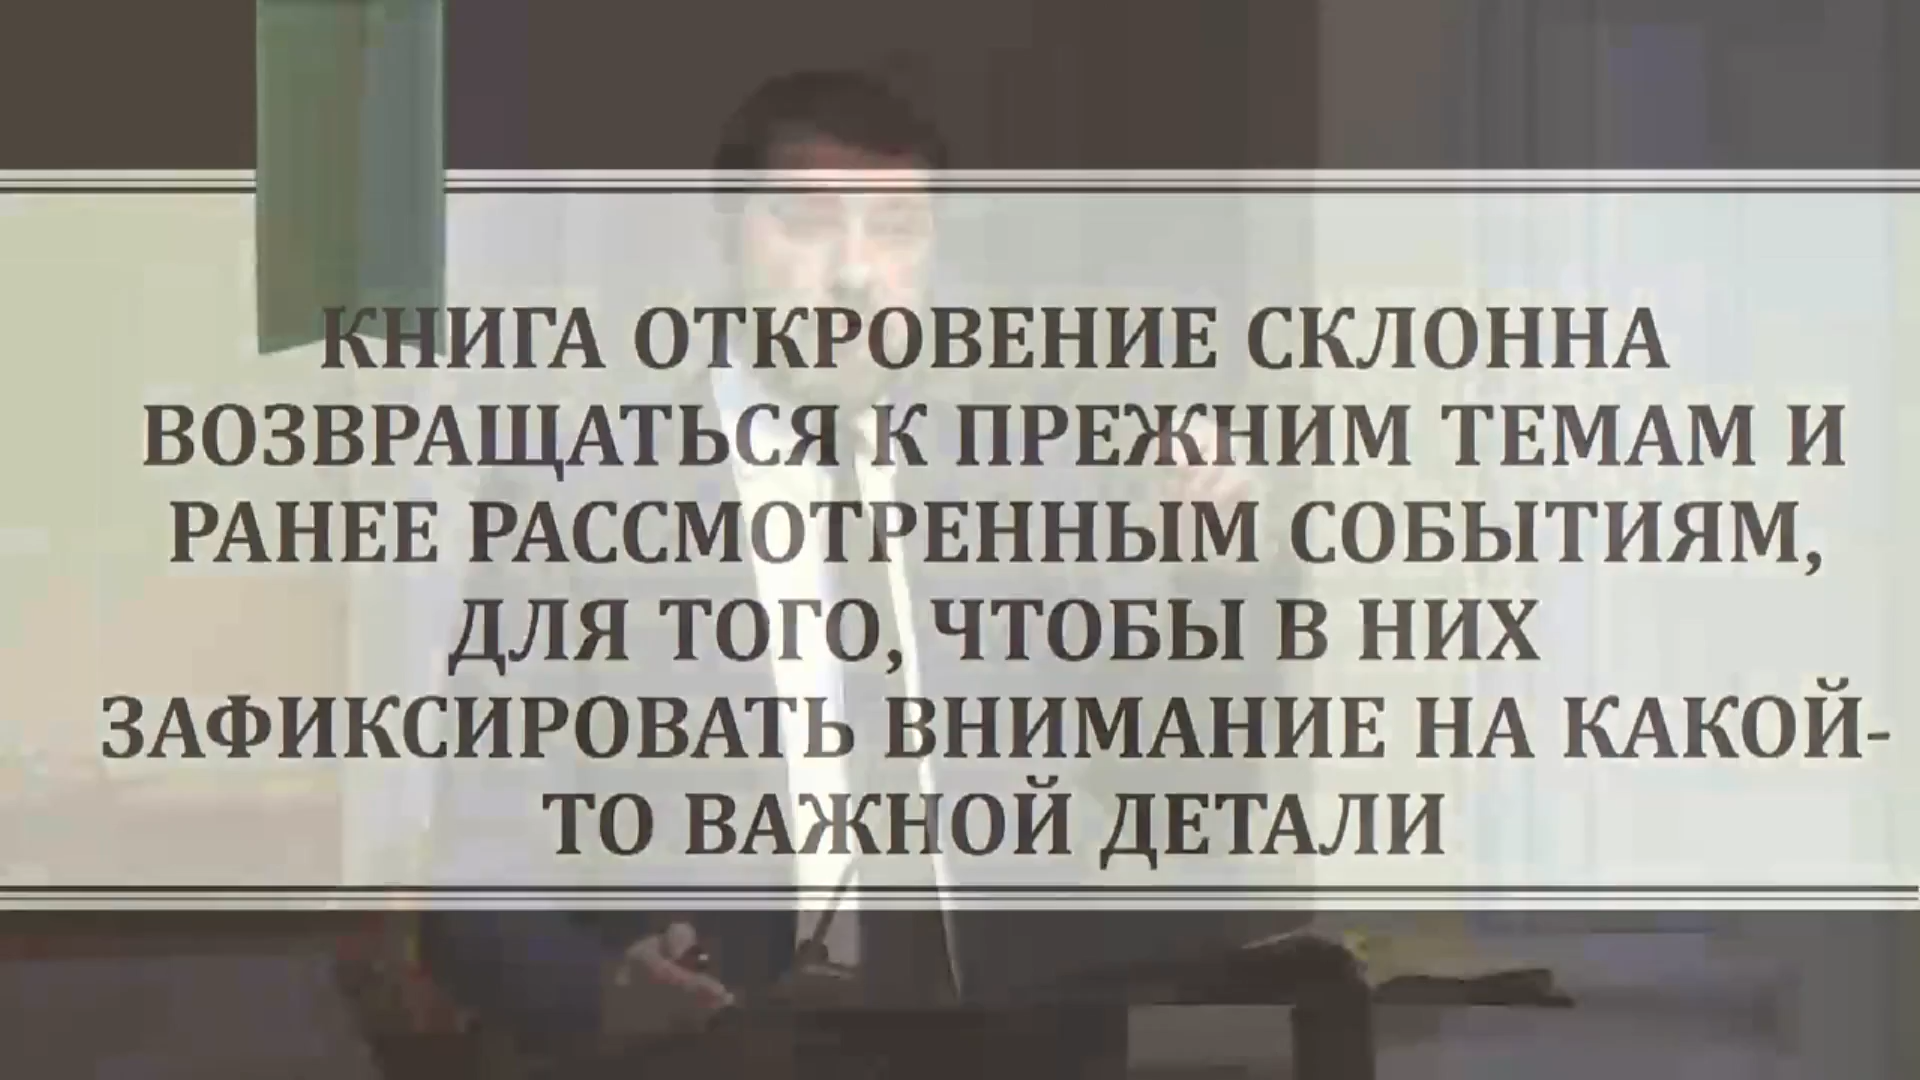 КНИГА ОТКРОВЕНИЕ СКЛОННА
ВОЗВРАЩАТЬСЯ К ПРЕЖНИМ ТЕМАМ И
РАНЕЕ РАССМОТРЕННЫМ СОБЫТИЯМ,
ДЛЯ ТОГО, ЧТОБЫ В НИХ
ЗАФИКСИРОВАТЬ ВНИМАНИЕ НА КАКОЙ-
ТО ВАЖНОЙ ДЕТАЛИ